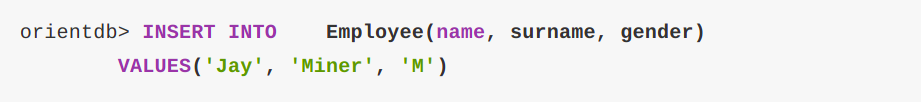 orientdb> INSERT INTO    Employee(name, surname, gender)
        VALUES('Jay', 'Miner', 'M')